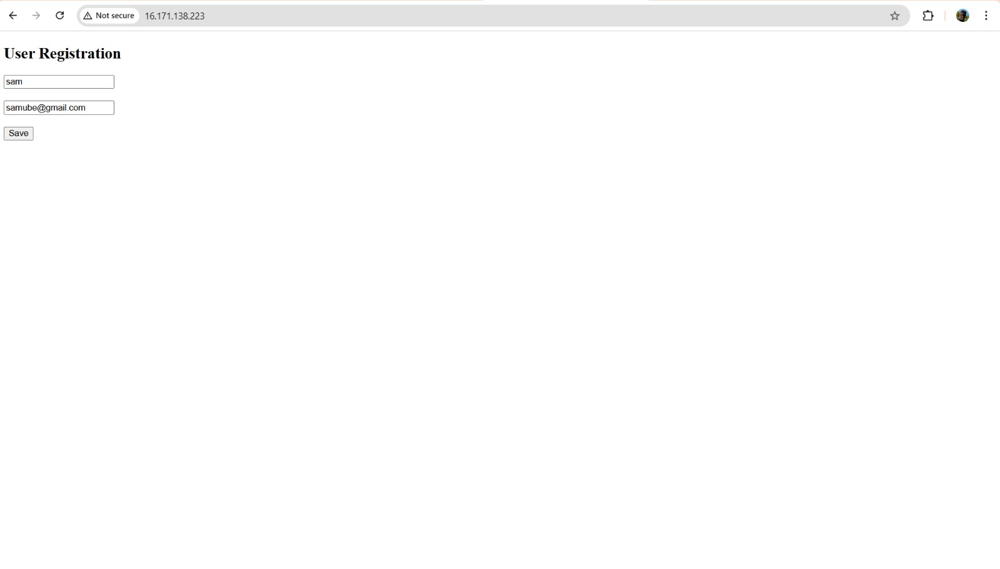 Not secure 16.171.138.223
User Registration
sam
samube@gmail.com
Save